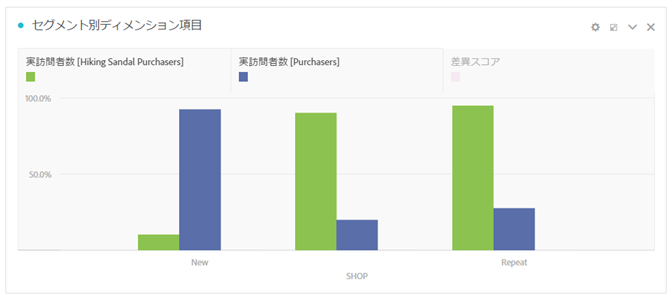 セグメント別ディメンション項目
実訪問者数 [Hiking Sandal Purchasers]
実訪問者数 [Purchasers]
差異スコア
100.0%
50.0%
New
Repeat
SHOP